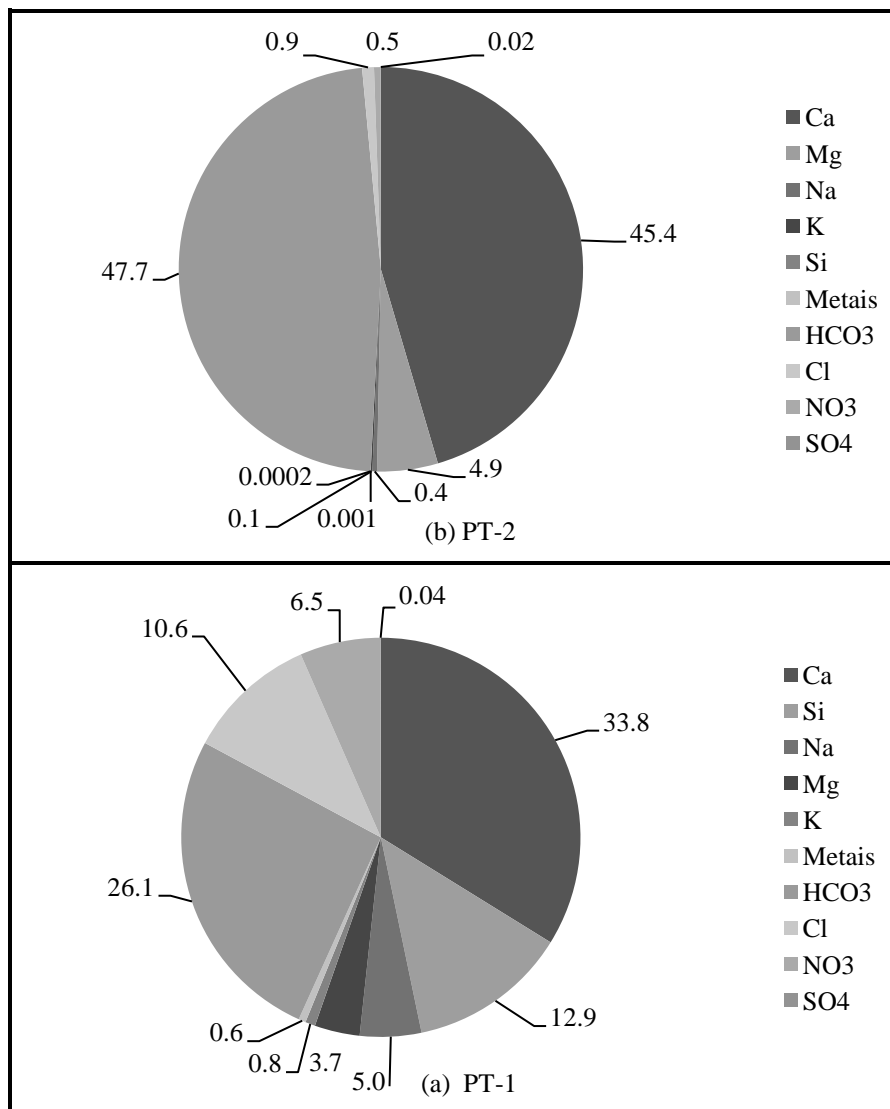 0.9
0.5
0.02
45.4
47.7
4.9
0.4
0.0002
0.1
0.001
(b) PT-2
Ca
Mg
Na
K
Si
Metais
HCO3
Cl
NO3
SO4
6.5
0.04
10.6
33.8
26.1
12.9
0.6
0.8
3.7
5.0
(a) PT-1
Ca
Si
Na
Mg
K
Metais
HCO3
Cl
NO3
SO4